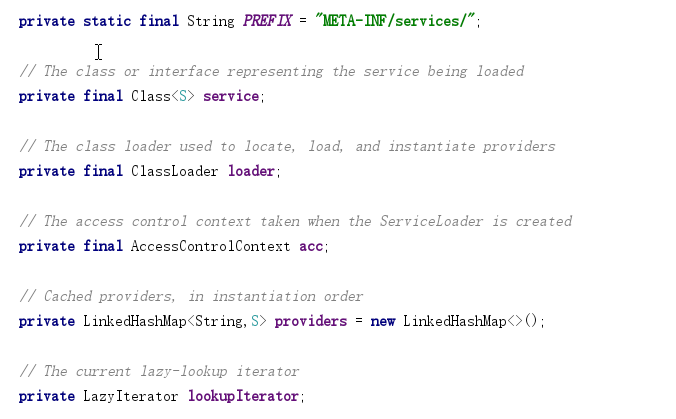 private static final String PREFIX = "META-INF/services/";
// The class or interface representing the service being loaded
private final Class<S> service;
// The class loader used to locate, load, and instantiate providers
private final ClassLoader loader;
// The access control context taken when the ServiceLoader is created
private final AccessControlContext acc;
// Cached providers, in instantiation order
private LinkedHashMap<String,S> providers = new LinkedHashMap<>();
// The current lazy-lookup iterator
private LazyIterator lookupIterator;